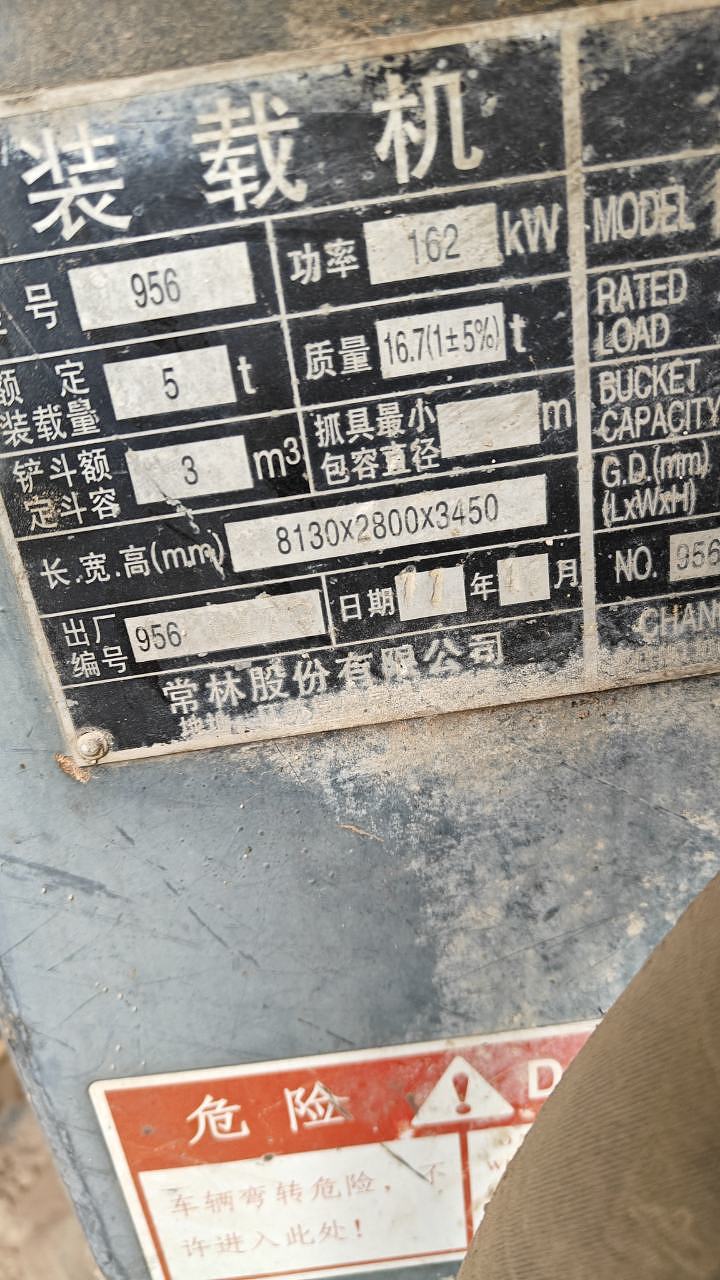 装载机
号 956 功率 162 kW MODEL
额定装载量 5 t 质量 16.7(1±5%) t RATED LOAD
铲斗额定斗容 3 m³ 抓具最小包容直径 m BUCKET CAPACITY
长.宽.高(mm) 8130x2800x3450 G.D.(mm) (LxWxH)
出厂编号 956 日期 年 月 NO. 956
常林股份有限公司 CHAN
危险 D
车辆弯转危险，不
许进入此处！